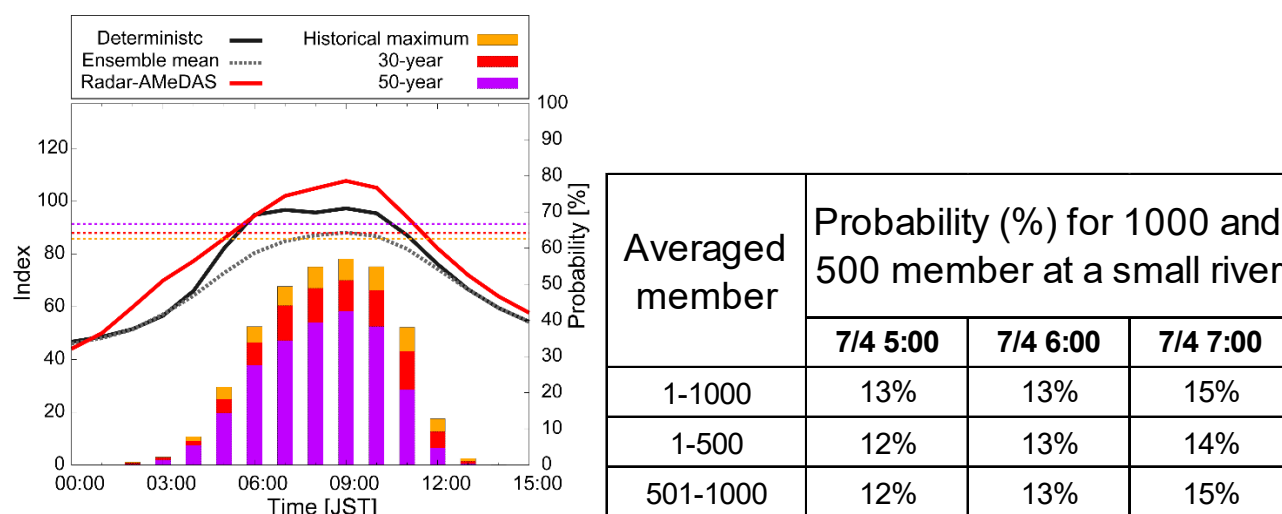 Deterministc
Historical maximum
Ensemble mean
30-year
Radar-AMeDAS
50-year
Index
120
100
80
60
40
20
0
100
90
80
70
60
50
40
30
20
10
0
Probability [%]
00:00 03:00 06:00 09:00 12:00 15:00
Time [JST]
Averaged member
Probability (%) for 1000 and
500 member at a small river
7/4 5:00 7/4 6:00 7/4 7:00
1-1000 13% 13% 15%
1-500 12% 13% 14%
501-1000 12% 13% 15%